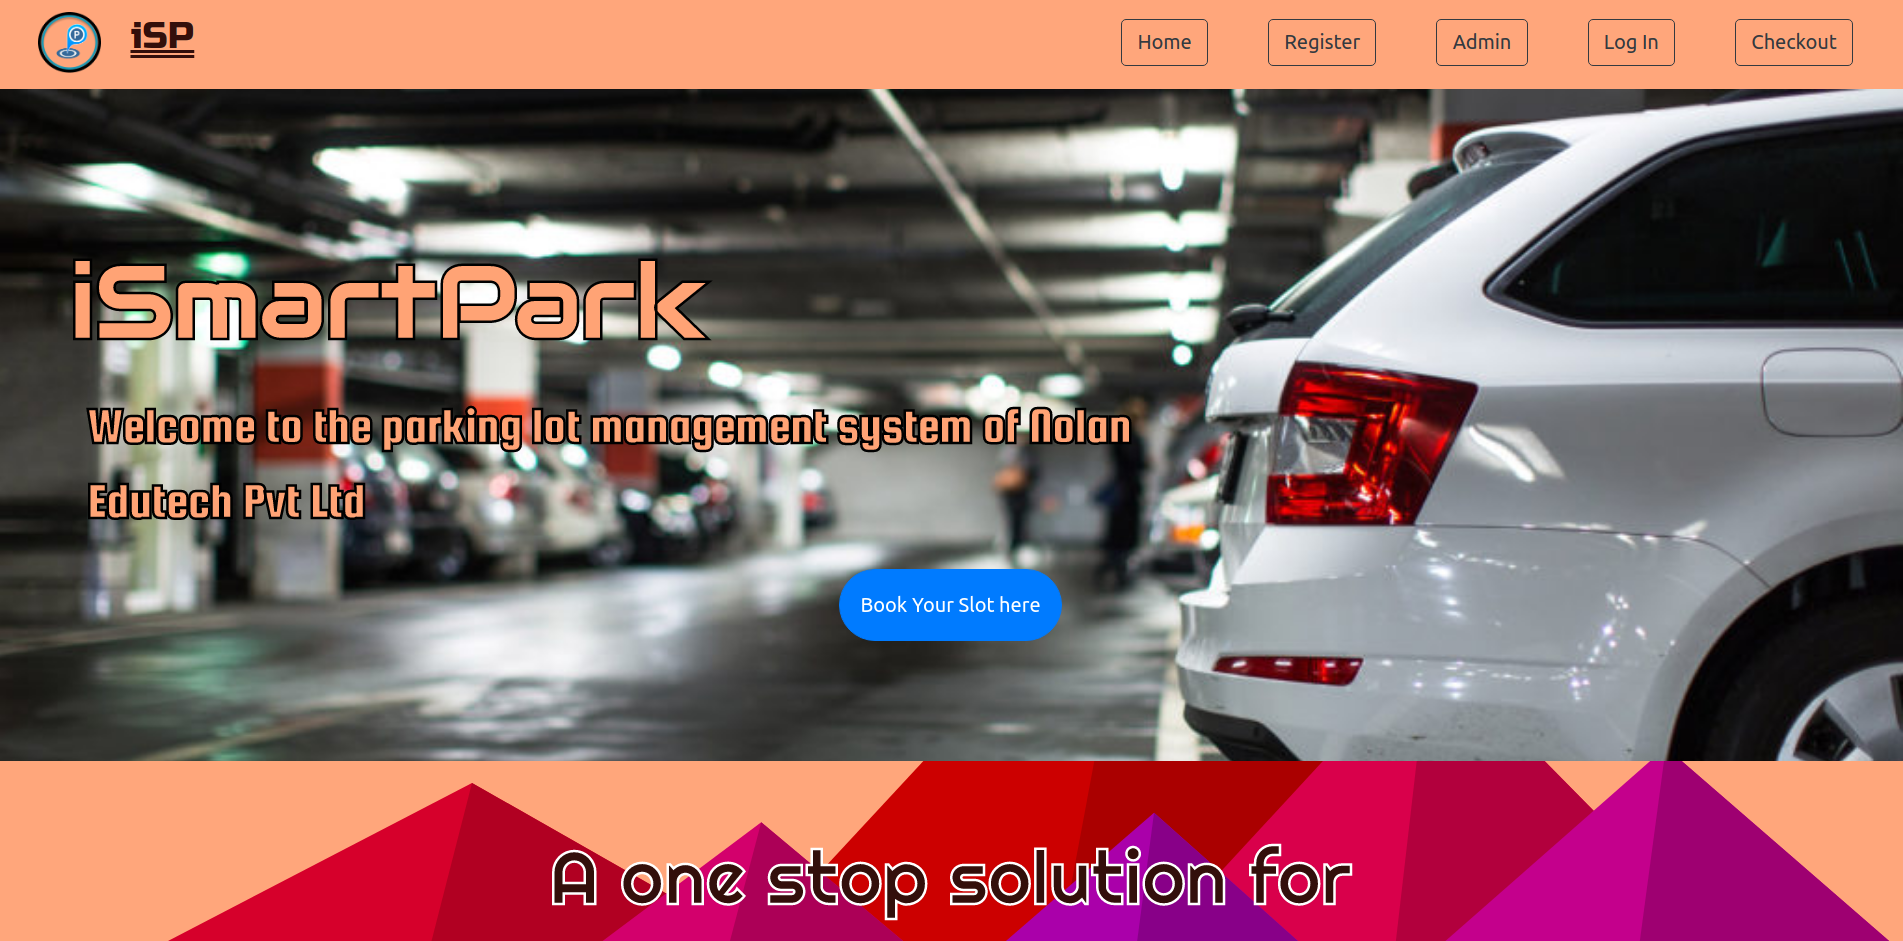 P
iSP
Home
Register
Admin
Log In
Checkout
iSmartPark
Welcome to the parking lot management system of Nolan
Edutech Pvt Ltd
Book Your Slot here
A one stop solution for